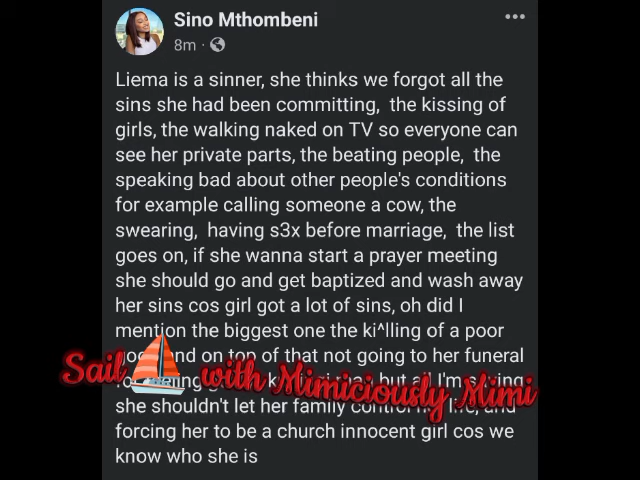 Sino Mthombeni
8m
Liema is a sinner, she thinks we forgot all the
sins she had been committing, the kissing of
girls, the walking naked on TV so everyone can
see her private parts, the beating people, the
speaking bad about other people's conditions
for example calling someone a cow, the
swearing, having s3x before marriage, the list
goes on, if she wanna start a prayer meeting
she should go and get baptized and wash away
her sins cos girl got a lot of sins, oh did I
mention the biggest one the ki^lling of a poor
and on top of that not going to her funeral
Sail with Mimiciously Mimi
but all I'm
she shouldn't let her family control life, and
forcing her to be a church innocent girl cos we
know who she is